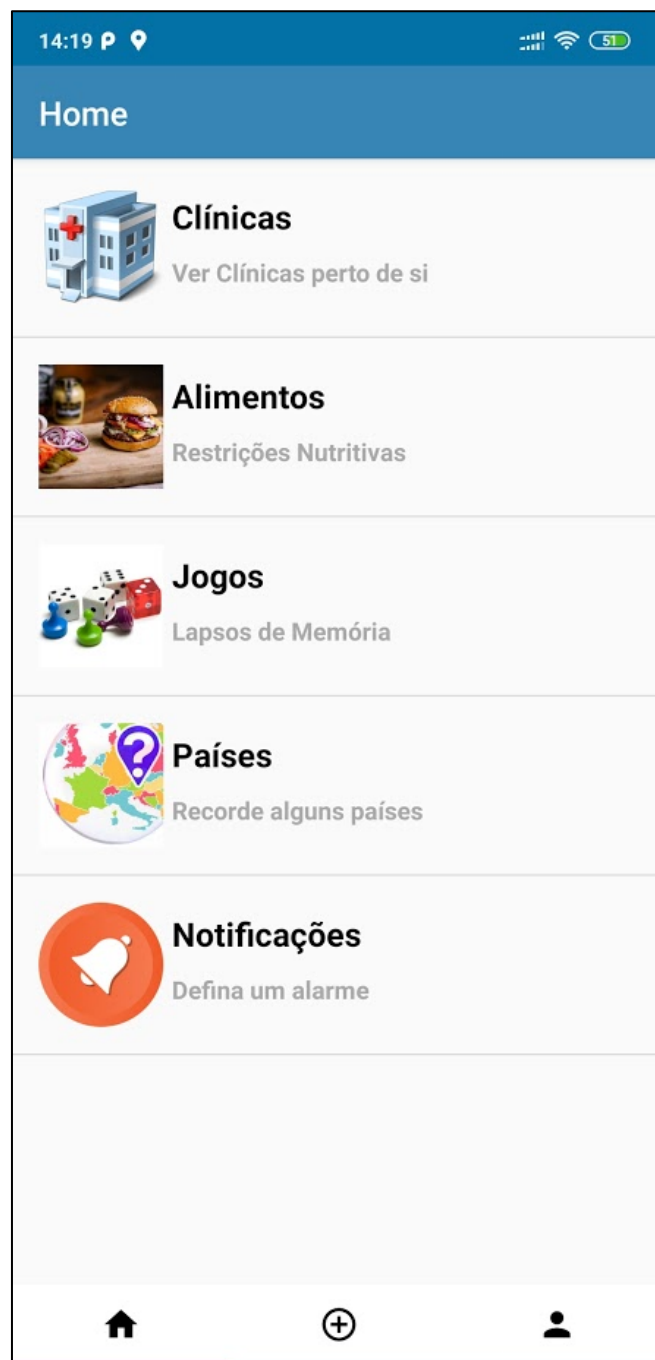 14:19
51
Home
Clínicas
Ver Clínicas perto de si
Alimentos
Restrições Nutritivas
Jogos
Lapsos de Memória
Países
Recorde alguns países
Notificações
Defina um alarme